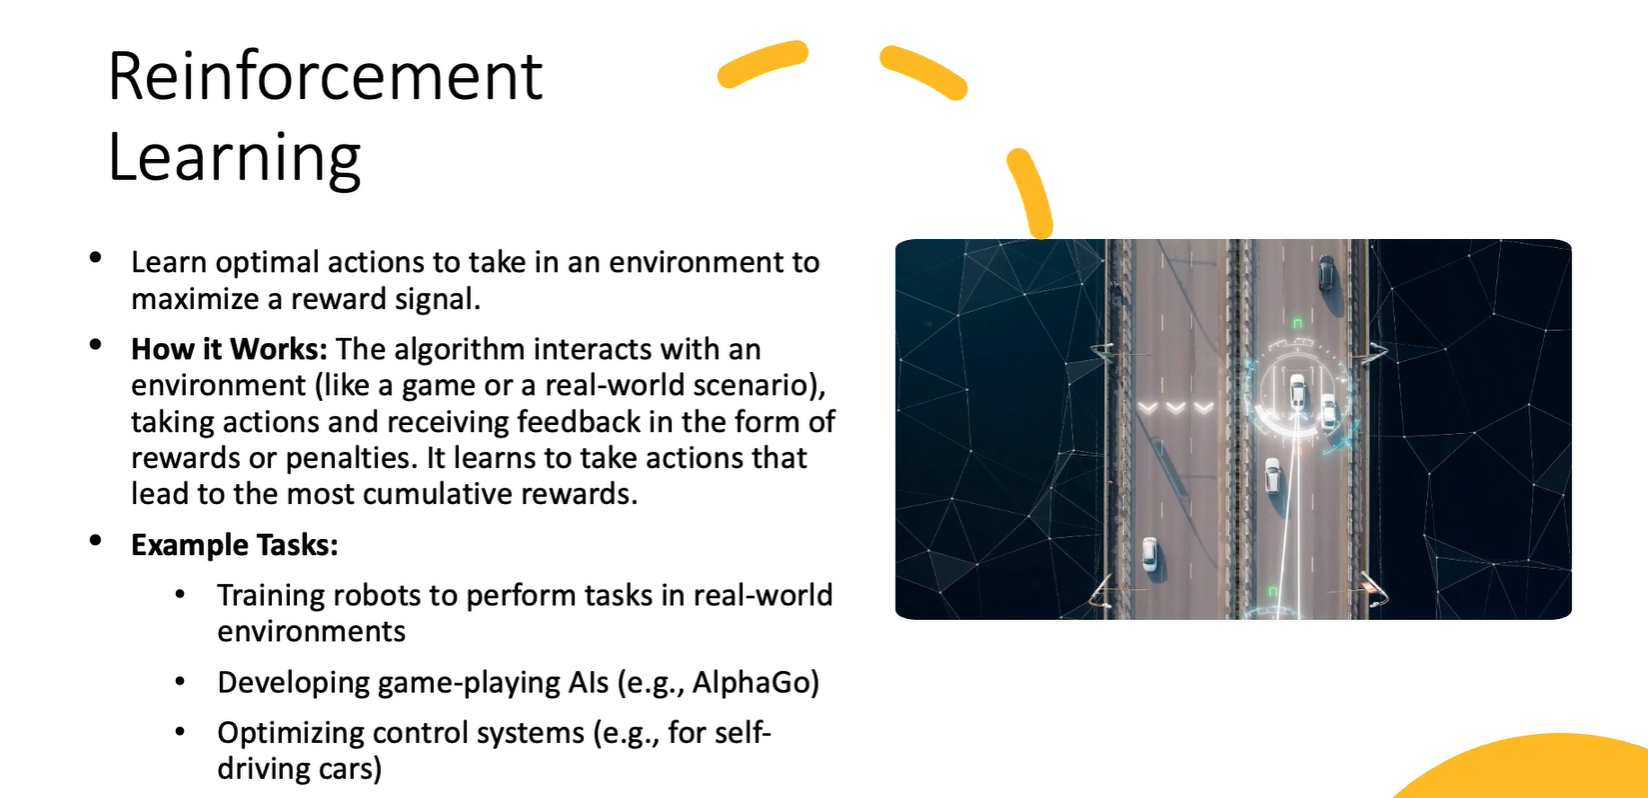 Reinforcement
Learning
• Learn optimal actions to take in an environment to
maximize a reward signal.
• How it Works: The algorithm interacts with an
environment (like a game or a real-world scenario),
taking actions and receiving feedback in the form of
rewards or penalties. It learns to take actions that
lead to the most cumulative rewards.
• Example Tasks:
• Training robots to perform tasks in real-world
environments
• Developing game-playing AIs (e.g., AlphaGo)
• Optimizing control systems (e.g., for self-
driving cars)